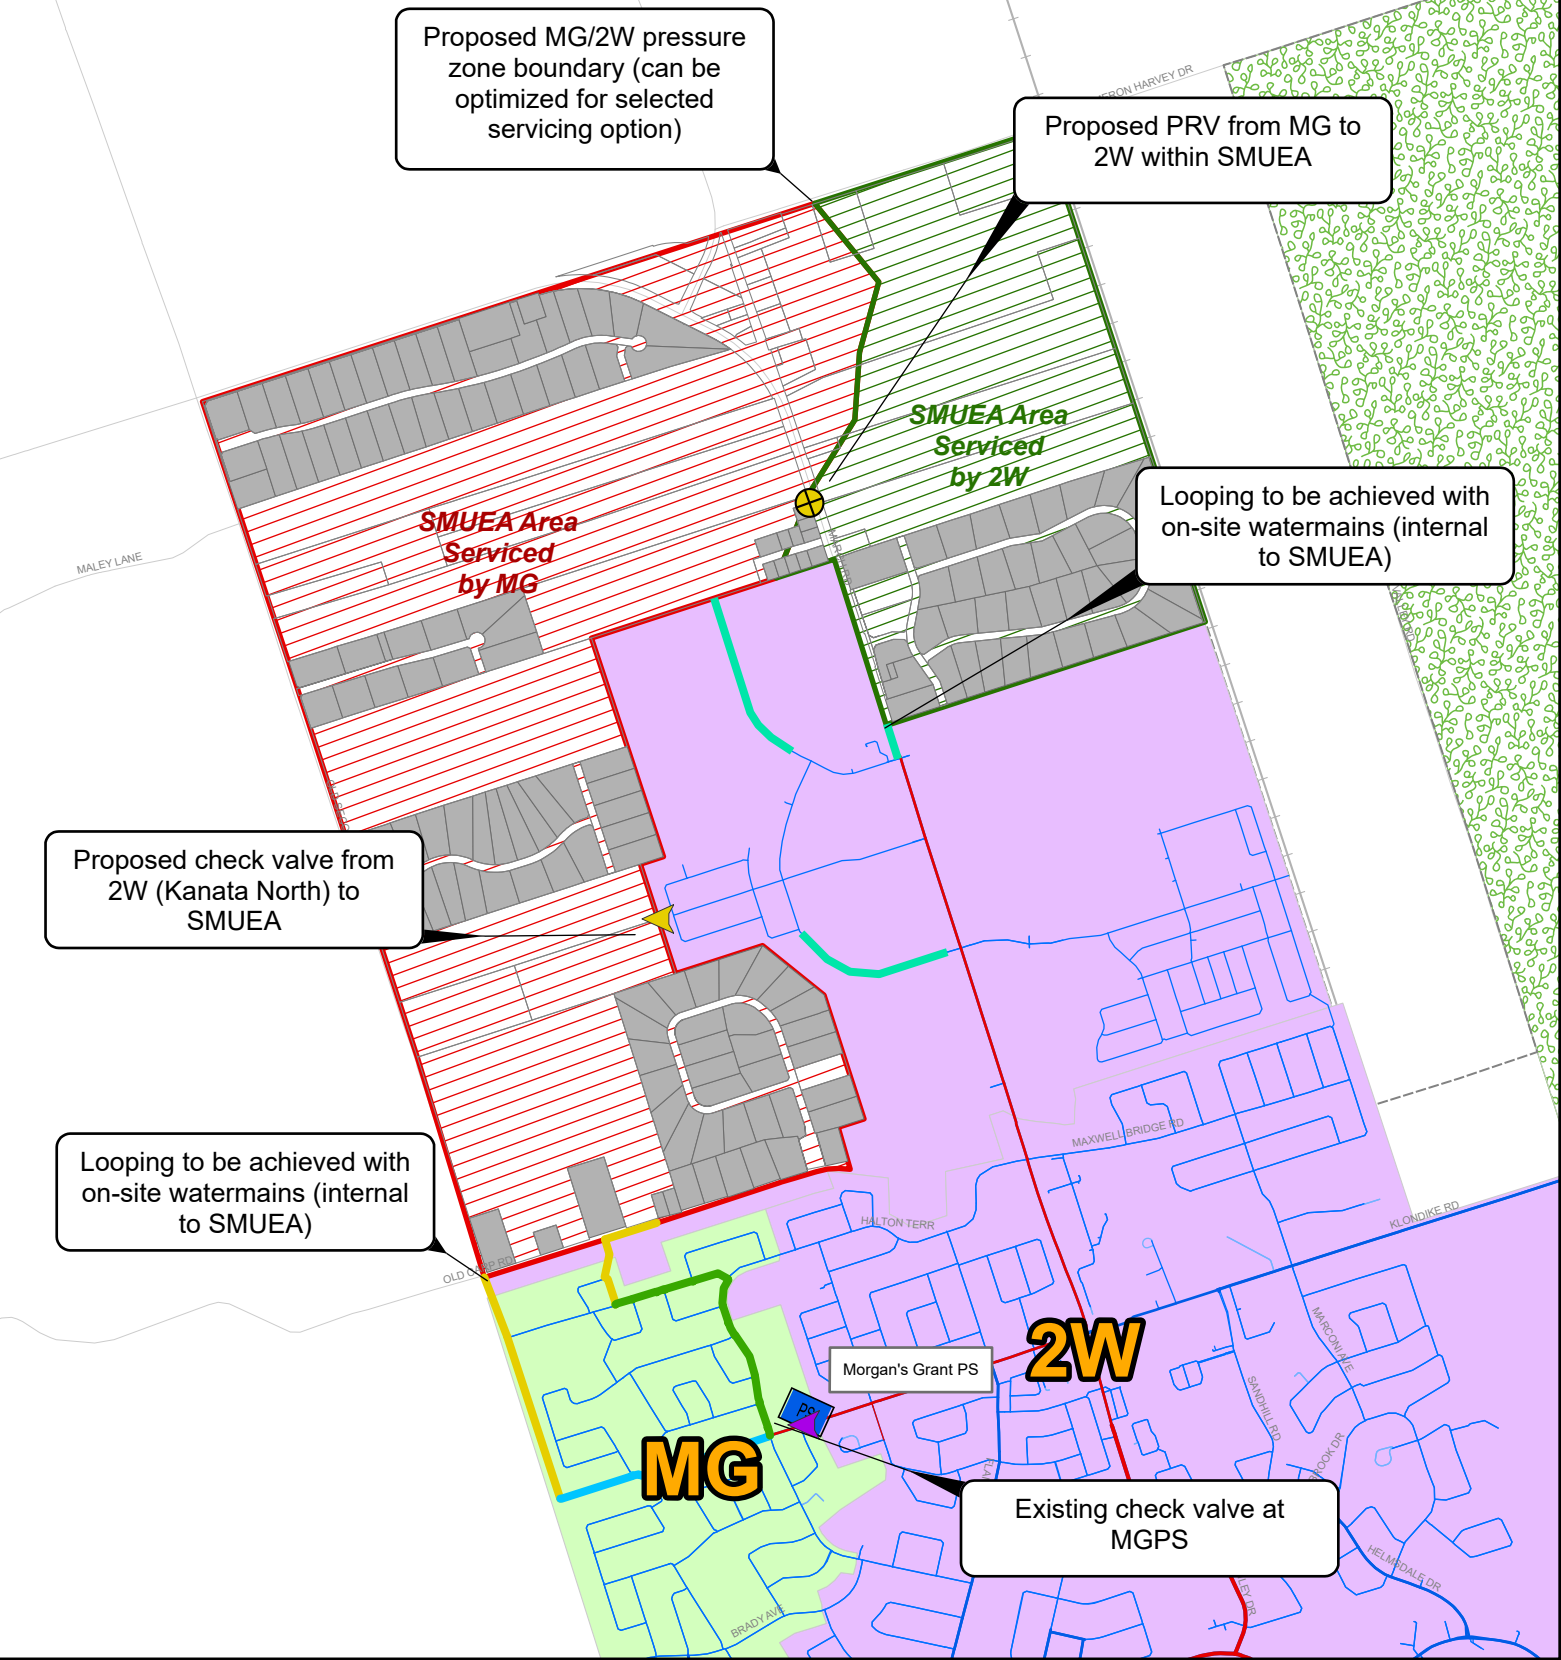 Proposed MG/2W pressure
zone boundary (can be
optimized for selected
servicing option)
Proposed PRV from MG to
2W within SMUEA
SMUEA Area
Serviced
by 2W
Looping to be achieved with
on-site watermains (internal
to SMUEA)
SMUEA Area
Serviced
by MG
MALEY LANE
Proposed check valve from
2W (Kanata North) to
SMUEA
Looping to be achieved with
on-site watermains (internal
to SMUEA)
MAXWELL BRIDGE RD
HALTON TERR
KLONDIKE RD
MARCONI AVE
2W
Morgan's Grant PS
PS
SANDHILL RD
MG
Existing check valve at
MGPS
HELMSDALE DR
BRADY AVE